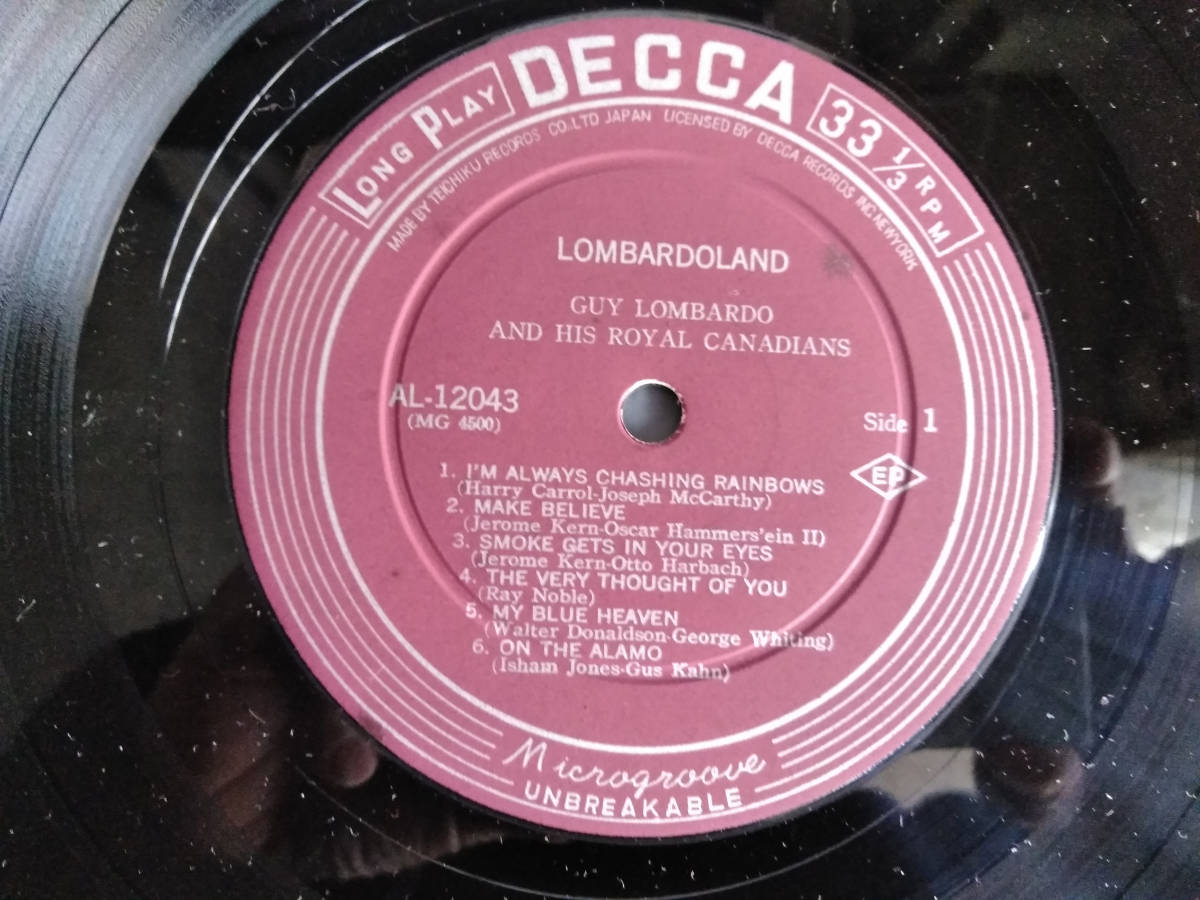 LONG PLAY DECCA 33 1/3 RPM
MADE BY TEICHIKU RECORDS CO.,LTD JAPAN LICENSED BY DECCA RECORDS INC NEWYORK
LOMBARDOLAND
GUY LOMBARDO
AND HIS ROYAL CANADIANS
AL-12043
(MG 4500)
Side 1
EP
1. I'M ALWAYS CHASHING RAINBOWS
(Harry Carrol-Joseph McCarthy)
2. MAKE BELIEVE
(Jerome Kern-Oscar Hammers'ein II)
3. SMOKE GETS IN YOUR EYES
(Jerome Kern-Otto Harbach)
4. THE VERY THOUGHT OF YOU
(Ray Noble)
5. MY BLUE HEAVEN
(Walter Donaldson-George Whiting)
6. ON THE ALAMO
(Isham Jones-Gus Kahn)
Microgroove
UNBREAKABLE